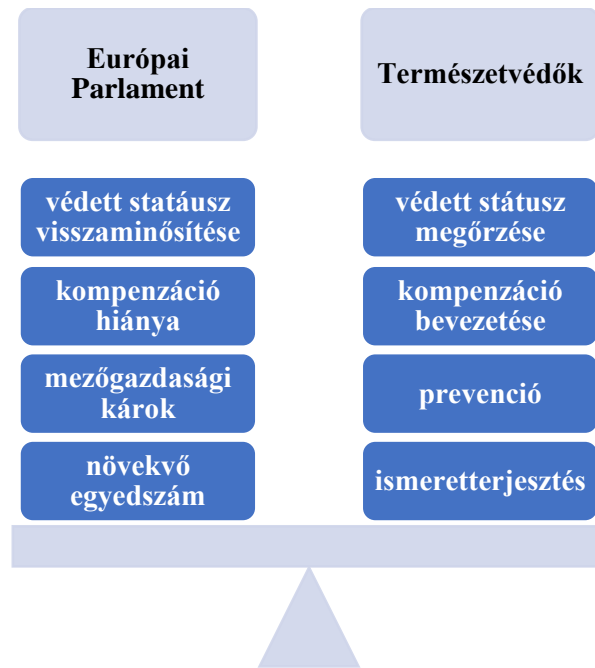 Európai
Parlament
Természetvédők
védett statáusz
visszaminősítése
védett státusz
megőrzése
kompenzáció
hiánya
kompenzáció
bevezetése
mezőgazdasági
károk
prevenció
növekvő
egyedszám
ismeretterjesztés